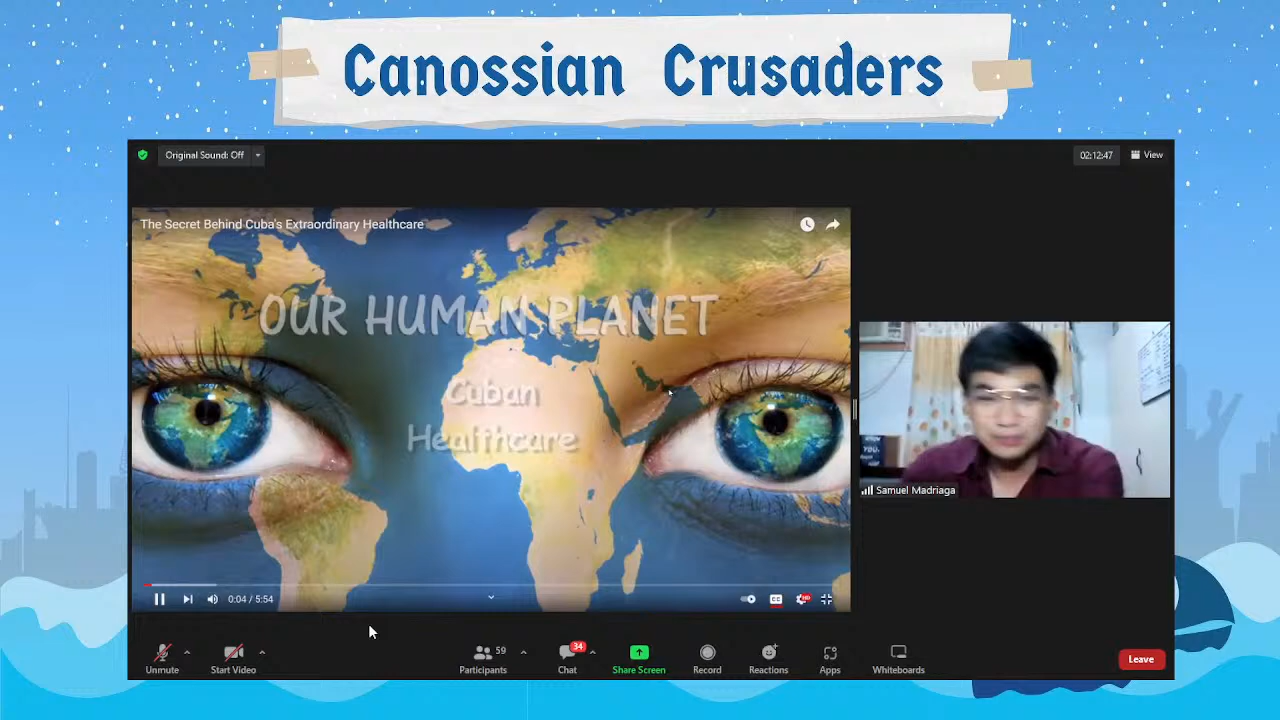 Canossian Crusaders
Original Sound: Off
02:12:47
View
The Secret Behind Cuba's Extraordinary Healthcare
OUR HUMAN PLANET
Cuban
Healthcare
Samuel Madriaga
0:04 / 5:54
CC
HD
59
34
Unmute
Start Video
Participants
Chat
Share Screen
Record
Reactions
Apps
Whiteboards
Leave